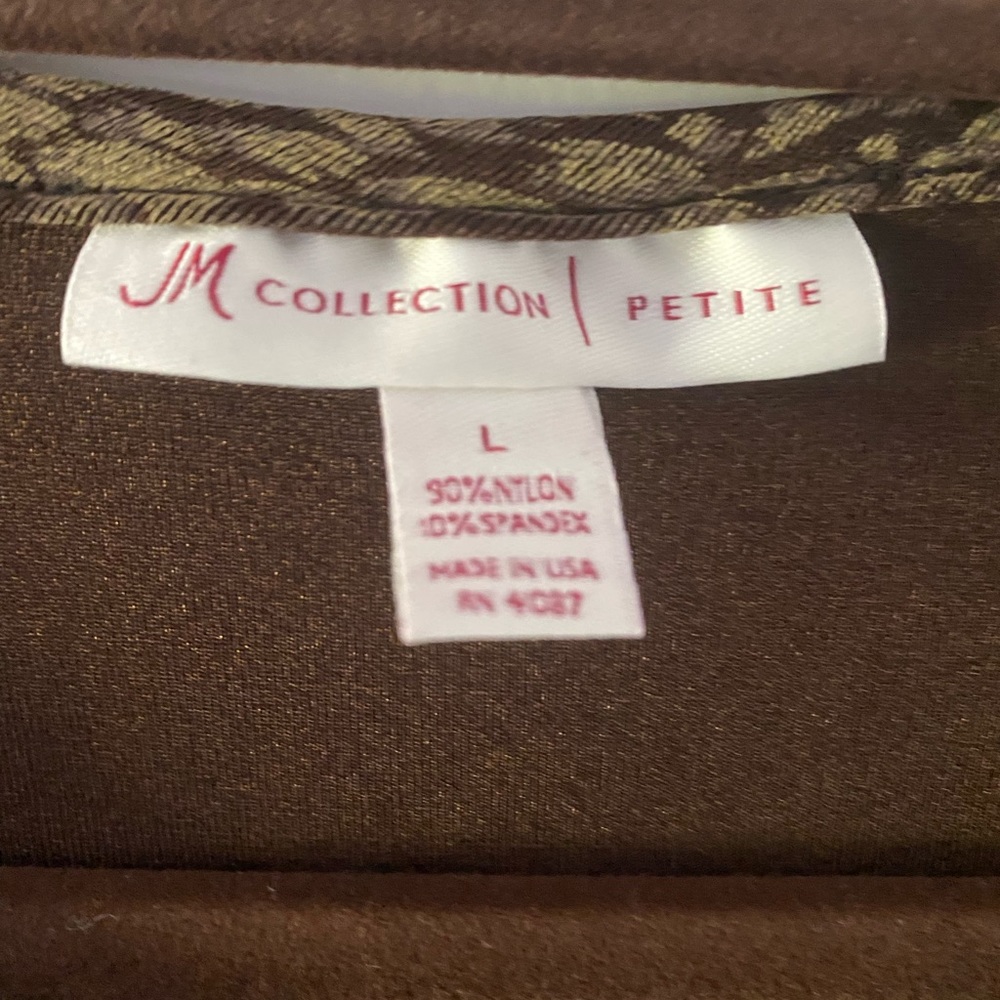 JM COLLECTION | PETITE
L
90% NYLON
10% SPANDEX
MADE IN USA
RN 4087